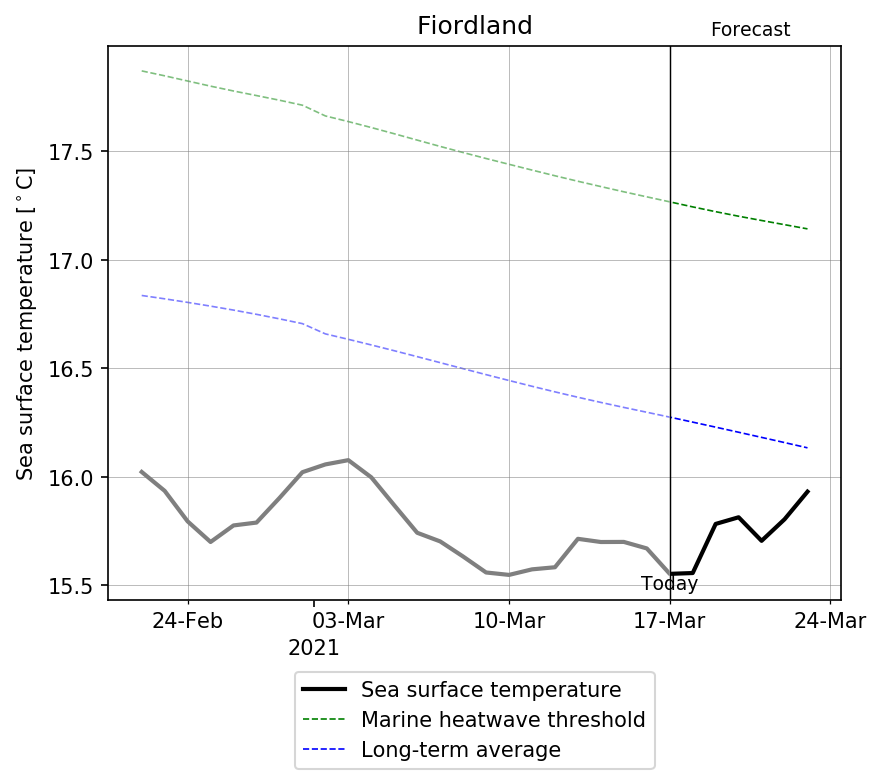 Fiordland
Forecast
Sea surface temperature [°C]
17.5
17.0
16.5
16.0
15.5
Today
24-Feb 03-Mar 10-Mar 17-Mar 24-Mar
2021
Sea surface temperature
Marine heatwave threshold
Long-term average